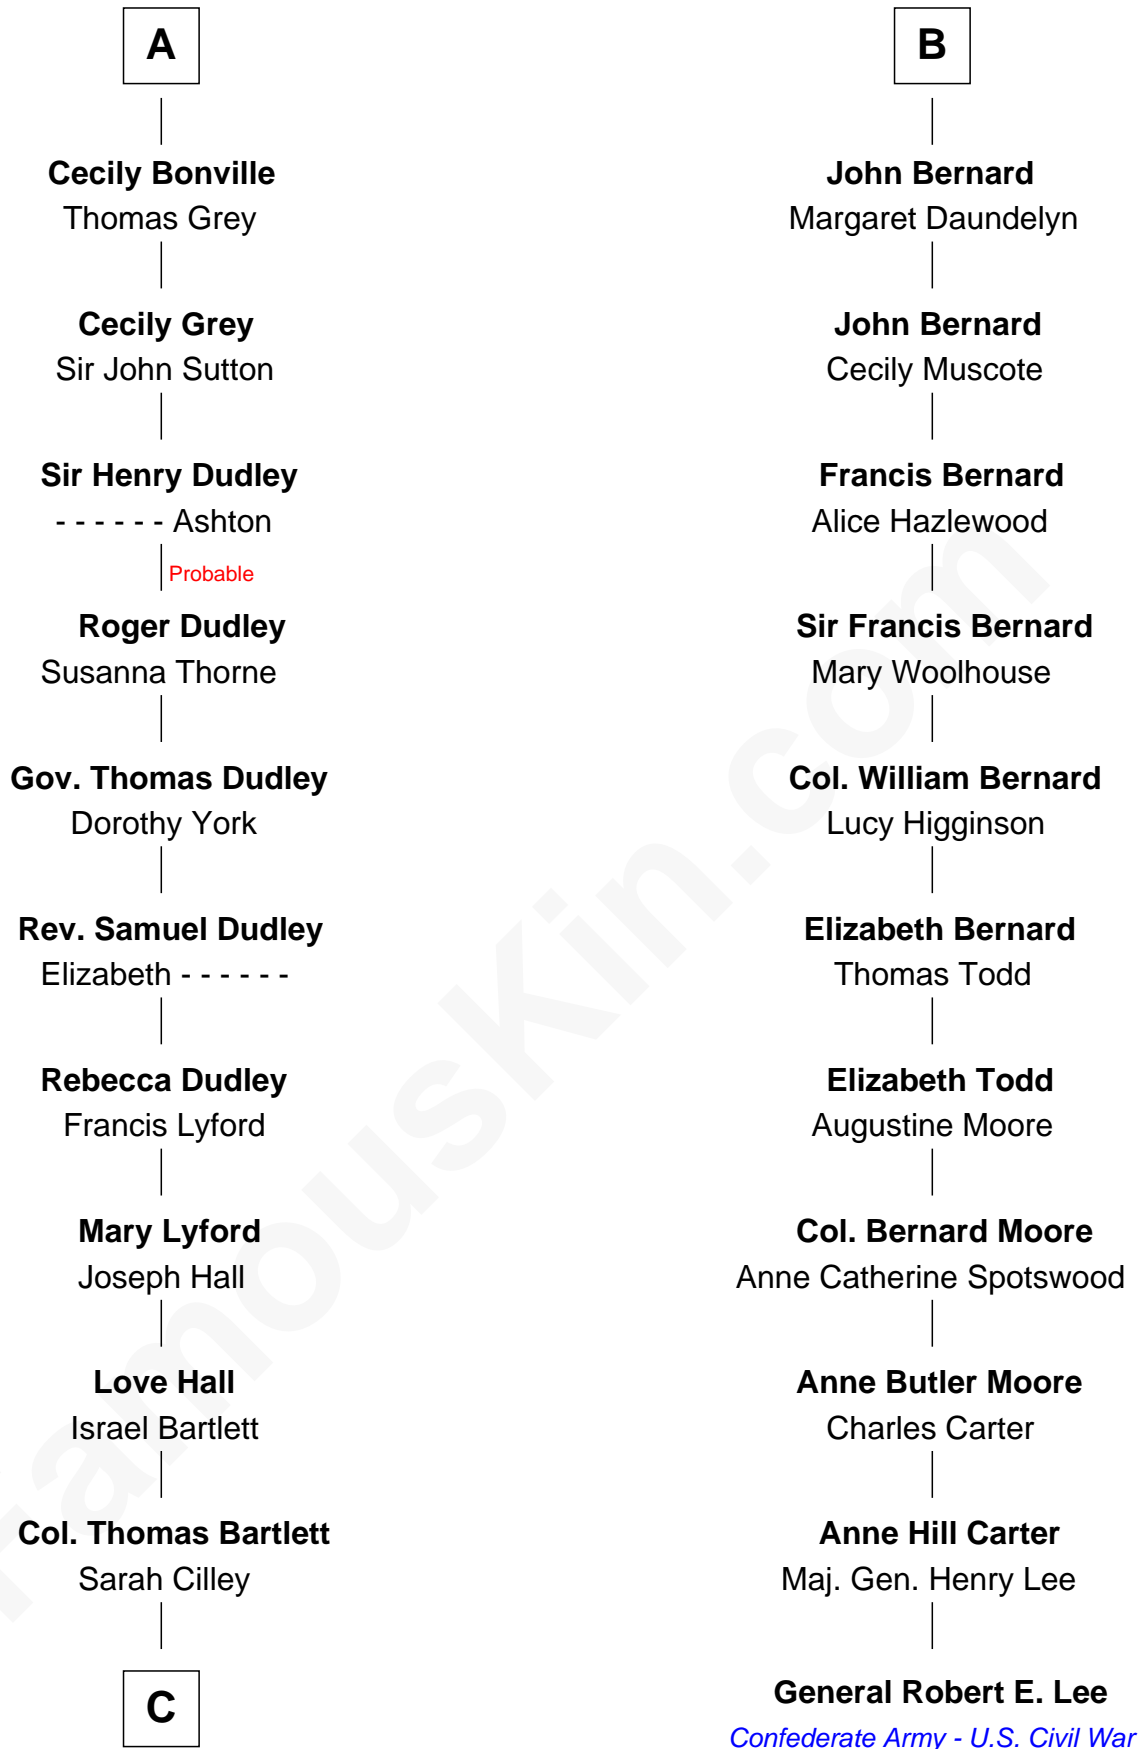 A
Cecily Bonville
Thomas Grey
Cecily Grey
Sir John Sutton
Sir Henry Dudley
- - - - - - Ashton
Probable
Roger Dudley
Susanna Thorne
Gov. Thomas Dudley
Dorothy York
Rev. Samuel Dudley
Elizabeth - - - - - -
Rebecca Dudley
Francis Lyford
Mary Lyford
Joseph Hall
Love Hall
Israel Bartlett
Col. Thomas Bartlett
Sarah Cilley
C
B
John Bernard
Margaret Daundelyn
John Bernard
Cecily Muscote
Francis Bernard
Alice Hazlewood
Sir Francis Bernard
Mary Woolhouse
Col. William Bernard
Lucy Higginson
Elizabeth Bernard
Thomas Todd
Elizabeth Todd
Augustine Moore
Col. Bernard Moore
Anne Catherine Spotswood
Anne Butler Moore
Charles Carter
Anne Hill Carter
Maj. Gen. Henry Lee
General Robert E. Lee
Confederate Army - U.S. Civil War
FamousKin.com